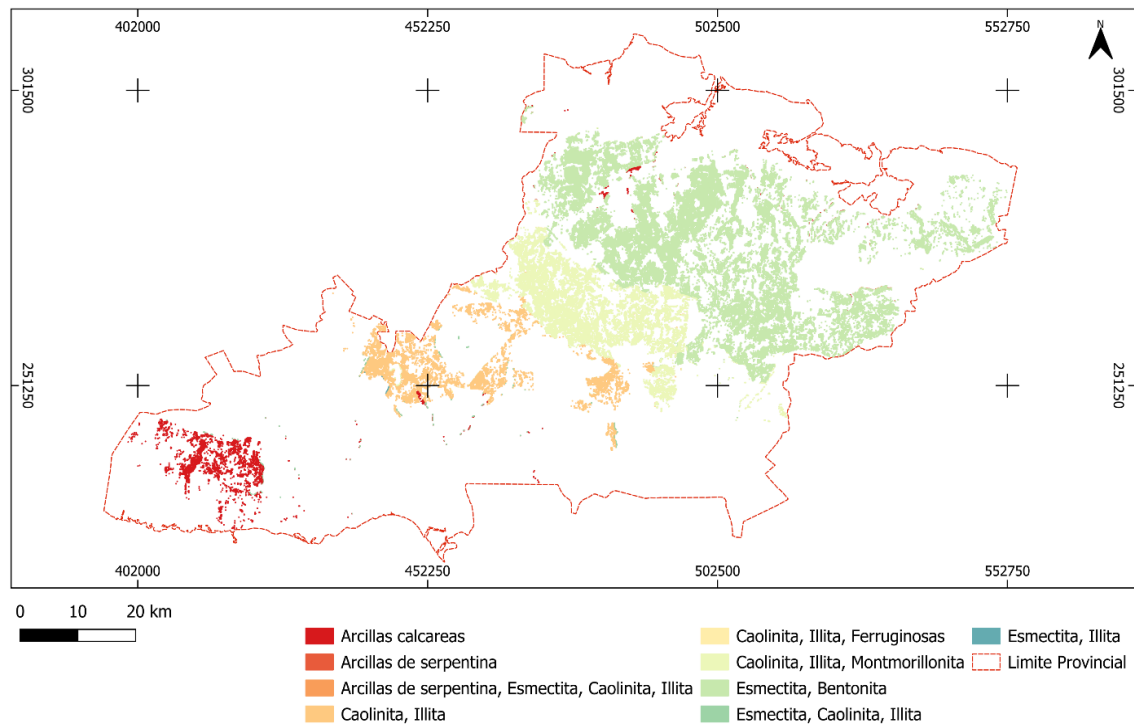 402000 452250 502500 552750
N
301500 301500
251250 251250
402000 452250 502500 552750
0 10 20 km
Arcillas calcareas
Arcillas de serpentina
Arcillas de serpentina, Esmectita, Caolinita, Illita
Caolinita, Illita
Caolinita, Illita, Ferruginosas
Caolinita, Illita, Montmorillonita
Esmectita, Bentonita
Esmectita, Caolinita, Illita
Esmectita, Illita
Limite Provincial